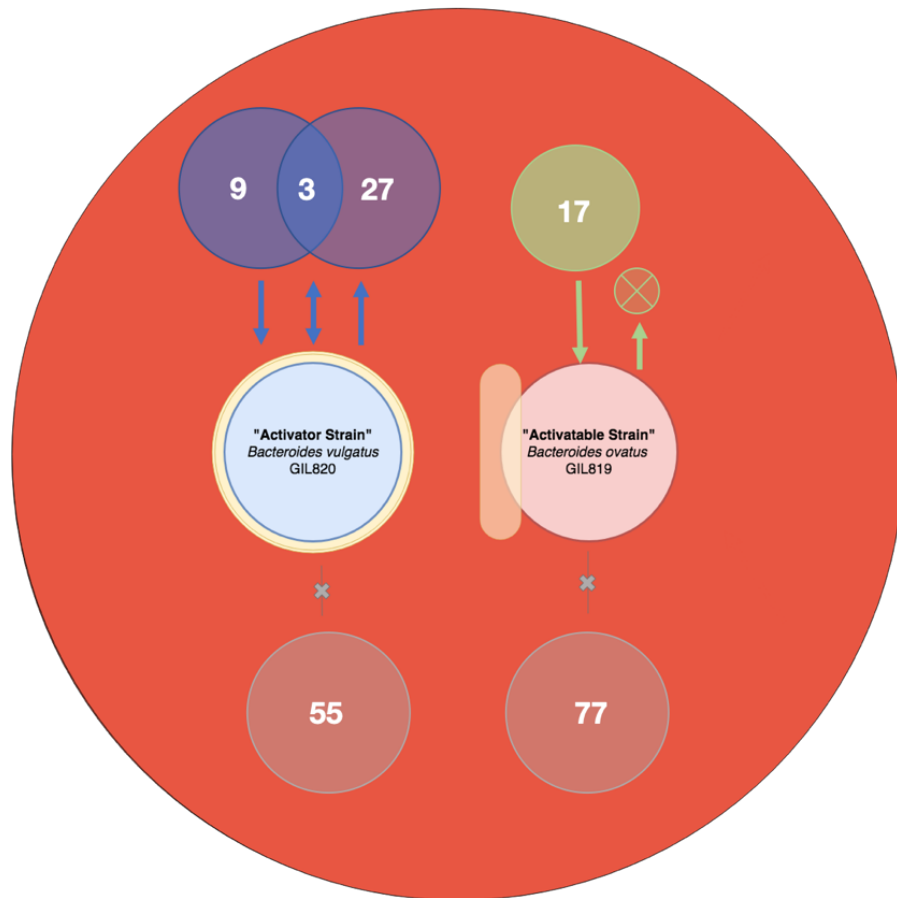 9 3 27
17
"Activator Strain"
Bacteroides vulgatus
GIL820
"Activatable Strain"
Bacteroides ovatus
GIL819
55
77